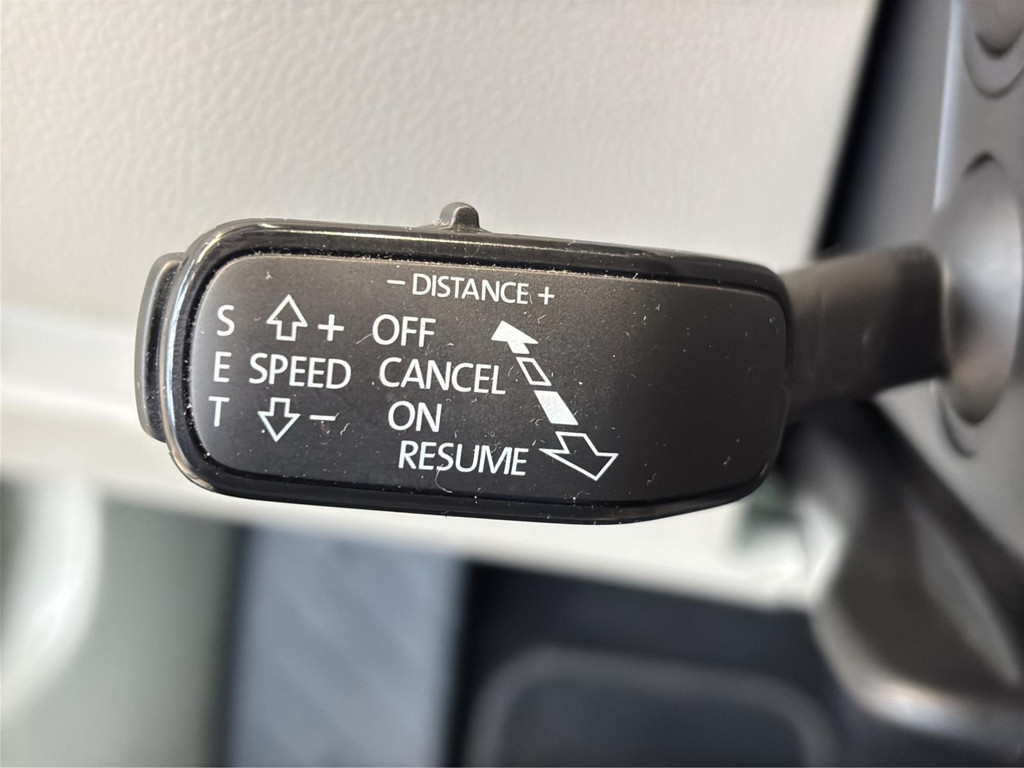 - DISTANCE +
S + OFF
E SPEED CANCEL
T - ON
RESUME